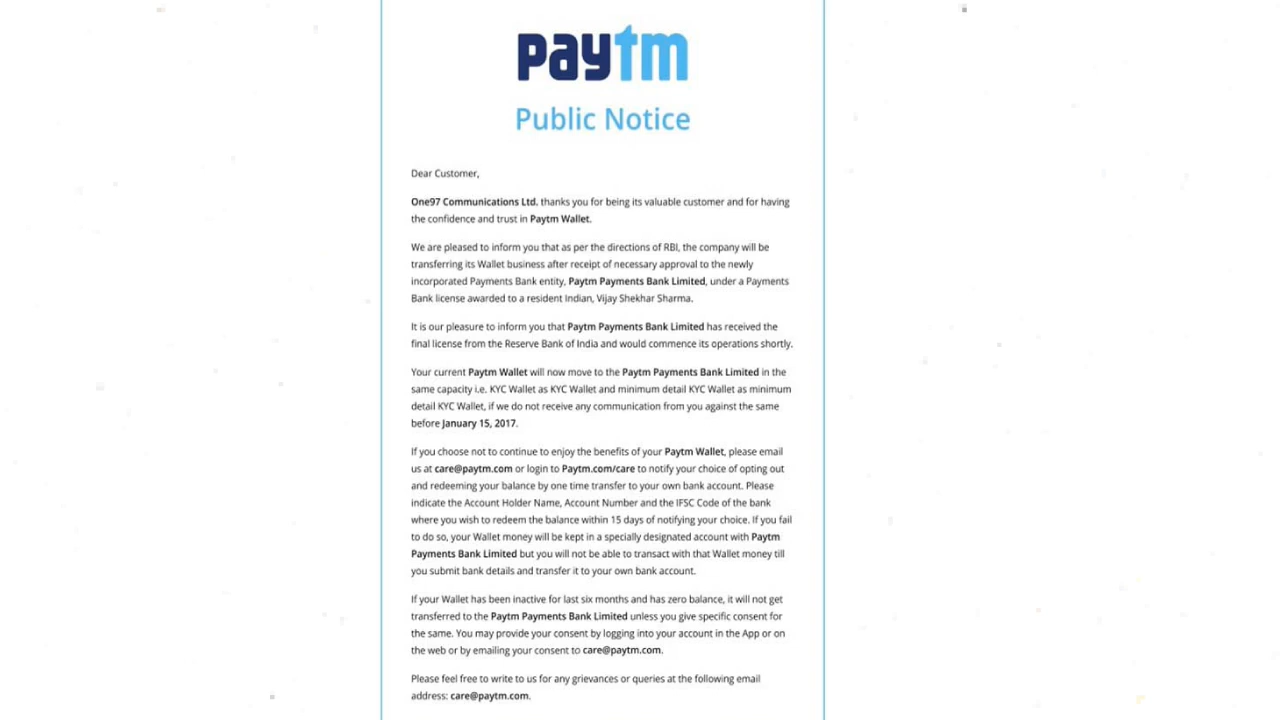 paytm
Public Notice
Dear Customer,
One97 Communications Ltd. thanks you for being its valuable customer and for having
the confidence and trust in Paytm Wallet.
We are pleased to inform you that as per the directions of RBI, the company will be
transferring its Wallet business after receipt of necessary approval to the newly
incorporated Payments Bank entity, Paytm Payments Bank Limited, under a Payments
Bank license awarded to a resident Indian, Vijay Shekhar Sharma.
It is our pleasure to inform you that Paytm Payments Bank Limited has received the
final license from the Reserve Bank of India and would commence its operations shortly.
Your current Paytm Wallet will now move to the Paytm Payments Bank Limited in the
same capacity i.e. KYC Wallet as KYC Wallet and minimum detail KYC Wallet as minimum
detail KYC Wallet, if we do not receive any communication from you against the same
before January 15, 2017.
If you choose not to continue to enjoy the benefits of your Paytm Wallet, please email
us at care@paytm.com or login to Paytm.com/care to notify your choice of opting out
and redeeming your balance by one time transfer to your own bank account. Please
indicate the Account Holder Name, Account Number and the IFSC Code of the bank
where you wish to redeem the balance within 15 days of notifying your choice. If you fail
to do so, your Wallet money will be kept in a specially designated account with Paytm
Payments Bank Limited but you will not be able to transact with that Wallet money till
you submit bank details and transfer it to your own bank account.
If your Wallet has been inactive for last six months and has zero balance, it will not get
transferred to the Paytm Payments Bank Limited unless you give specific consent for
the same. You may provide your consent by logging into your account in the App or on
the web or by emailing your consent to care@paytm.com.
Please feel free to write to us for any grievances or queries at the following email
address: care@paytm.com.